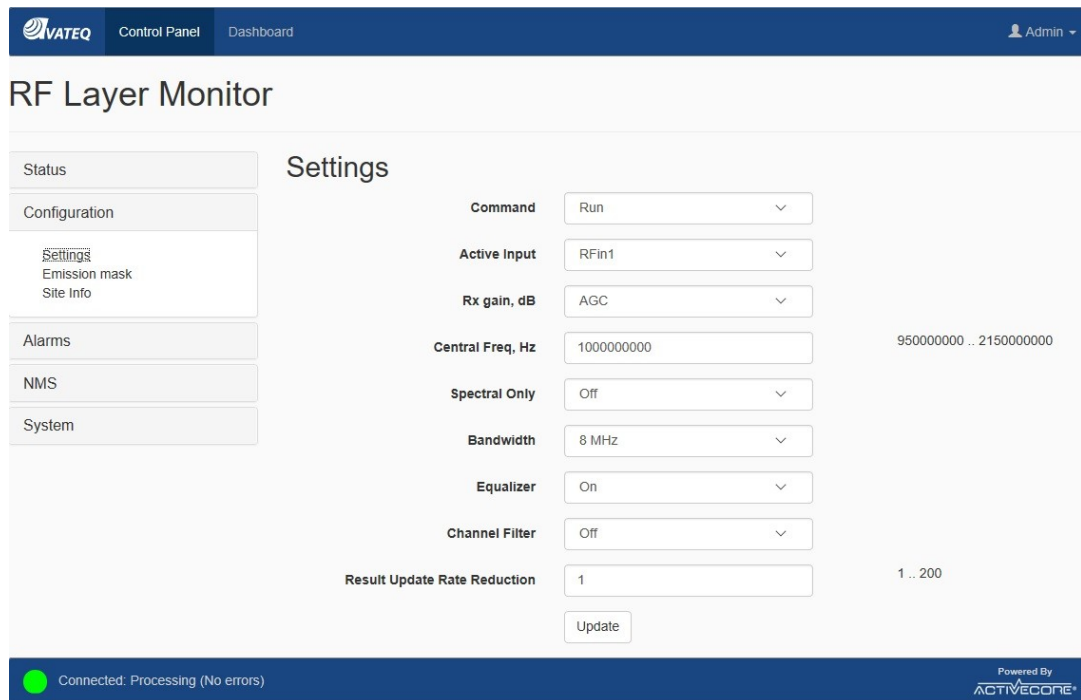 AVATEQ Control Panel Dashboard Admin
RF Layer Monitor
Status
Configuration
Settings
Emission mask
Site Info
Alarms
NMS
System
Settings
Command Run
Active Input RFin1
Rx gain, dB AGC
Central Freq, Hz 1000000000 950000000 .. 2150000000
Spectral Only Off
Bandwidth 8 MHz
Equalizer On
Channel Filter Off
Result Update Rate Reduction 1 1 .. 200
Update
Connected: Processing (No errors)
Powered By
ACTIVECORE®